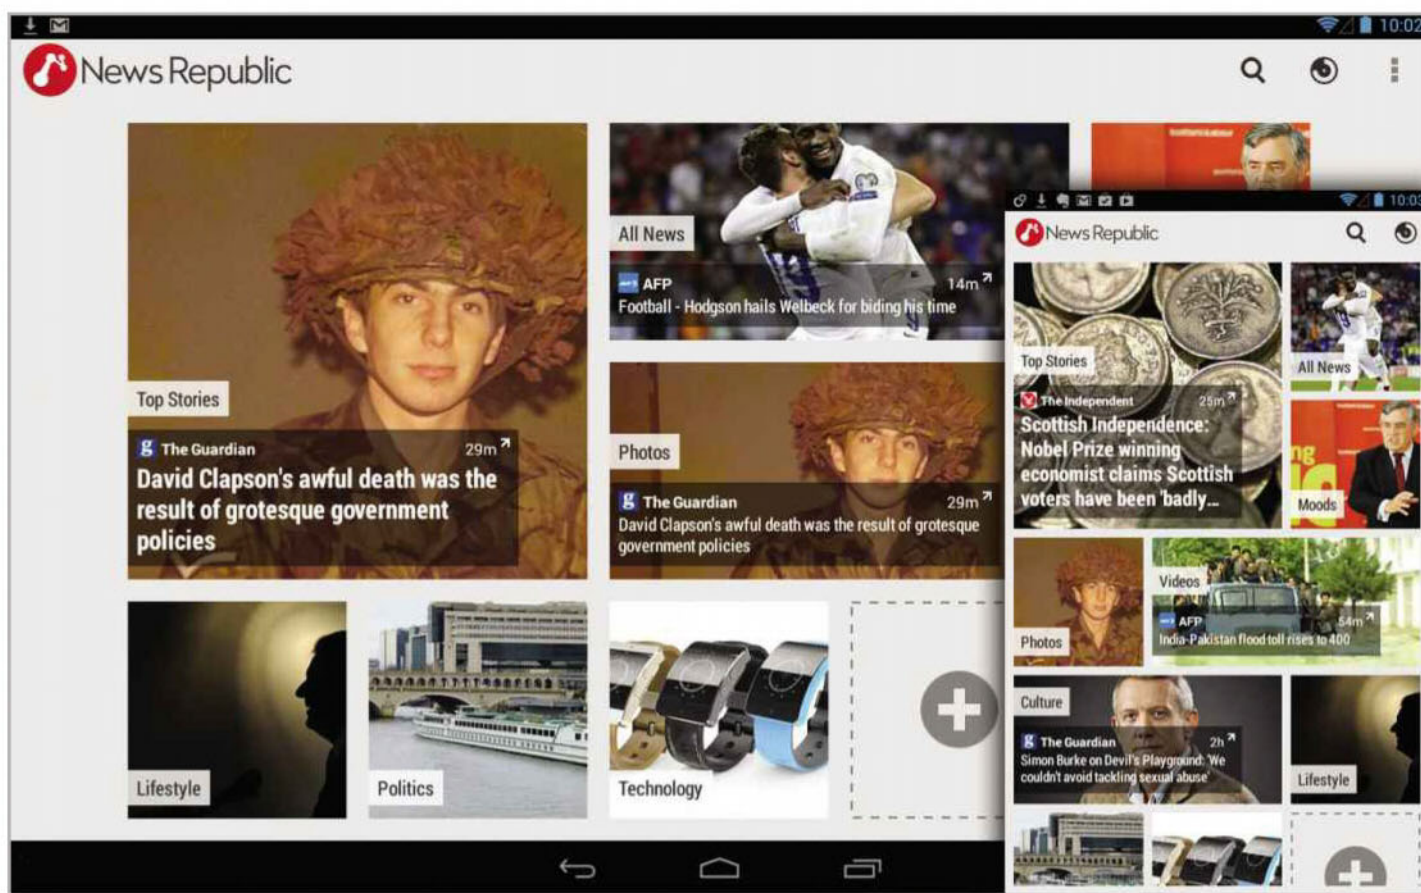 10:02
News Republic
All News
AFP
14m
Football - Hodgson hails Welbeck for biding his time
Top Stories
g The Guardian
29m
David Clapson's awful death was the
result of grotesque government
policies
Photos
g The Guardian
29m
David Clapson's awful death was the result of grotesque
government policies
Lifestyle
Politics
Technology
10:03
News Republic
Top Stories
The Independent
25m
Scottish Independence:
Nobel Prize winning
economist claims Scottish
voters have been 'badly...
All News
Moods
Photos
Videos
AFP
54m
India-Pakistan flood toll rises to 400
Culture
g The Guardian
2h
Simon Burke on Devil's Playground: 'We
couldn't avoid tackling sexual abuse'
Lifestyle